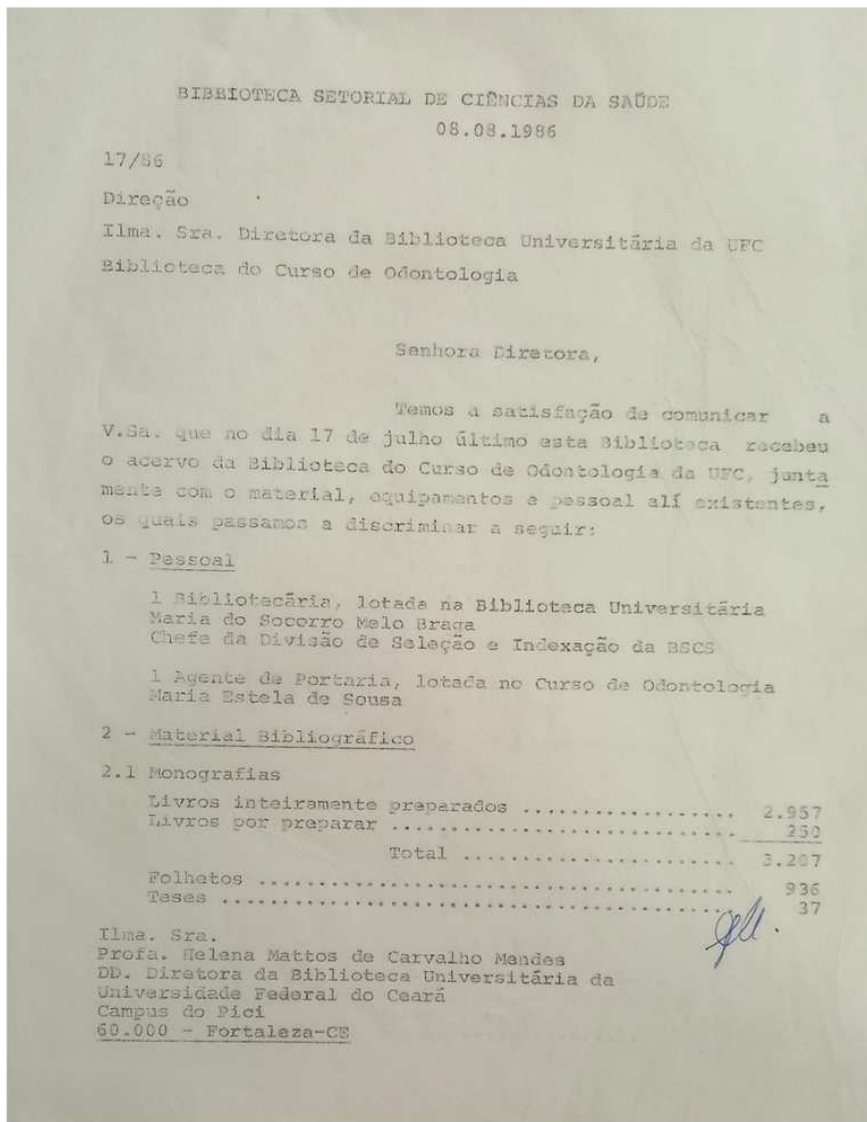 BIBBIOTECA SETORIAL DE CIÊNCIAS DA SAÚDE
08.08.1986
17/86
Direção
Ilma. Sra. Diretora da Biblioteca Universitária da UFC
Biblioteca do Curso de Odontologia
Senhora Diretora,
Temos a satisfação de comunicar a
V.Sa. que no dia 17 de julho último esta Biblioteca recebeu
o acervo da Biblioteca do Curso de Odontologia da UFC, junta
mente com o material, equipamentos e pessoal alí existentes,
os quais passamos a discriminar a seguir:
1 - Pessoal
1 Bibliotecária, lotada na Biblioteca Universitária
Maria do Socorro Melo Braga
Chefe da Divisão de Seleção e Indexação da BSCS
1 Agente de Portaria, lotada no Curso de Odontologia
Maria Estela de Sousa
2 - Material Bibliográfico
2.1 Monografias
Livros inteiramente preparados .................. 2.957
Livros por preparar ............................. 250
Total ....................... 3.207
Folhetos ........................................ 936
Teses ........................................... 37
Ilma. Sra.
Profa. Helena Mattos de Carvalho Mendes
DD. Diretora da Biblioteca Universitária da
Universidade Federal do Ceará
Campus do Pici
60.000 - Fortaleza-CE